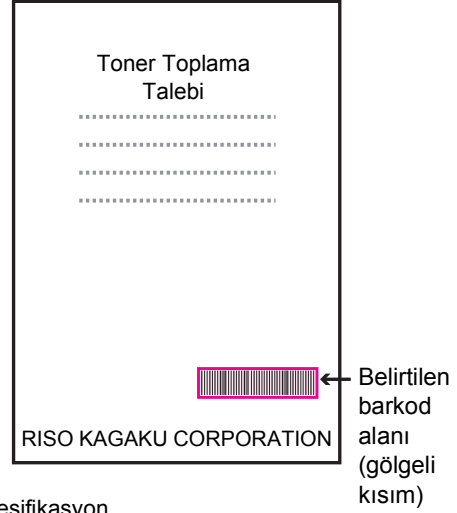 Toner Toplama
Talebi
Belirtilen
barkod
alanı
(gölgeli
kısım)
RISO KAGAKU CORPORATION